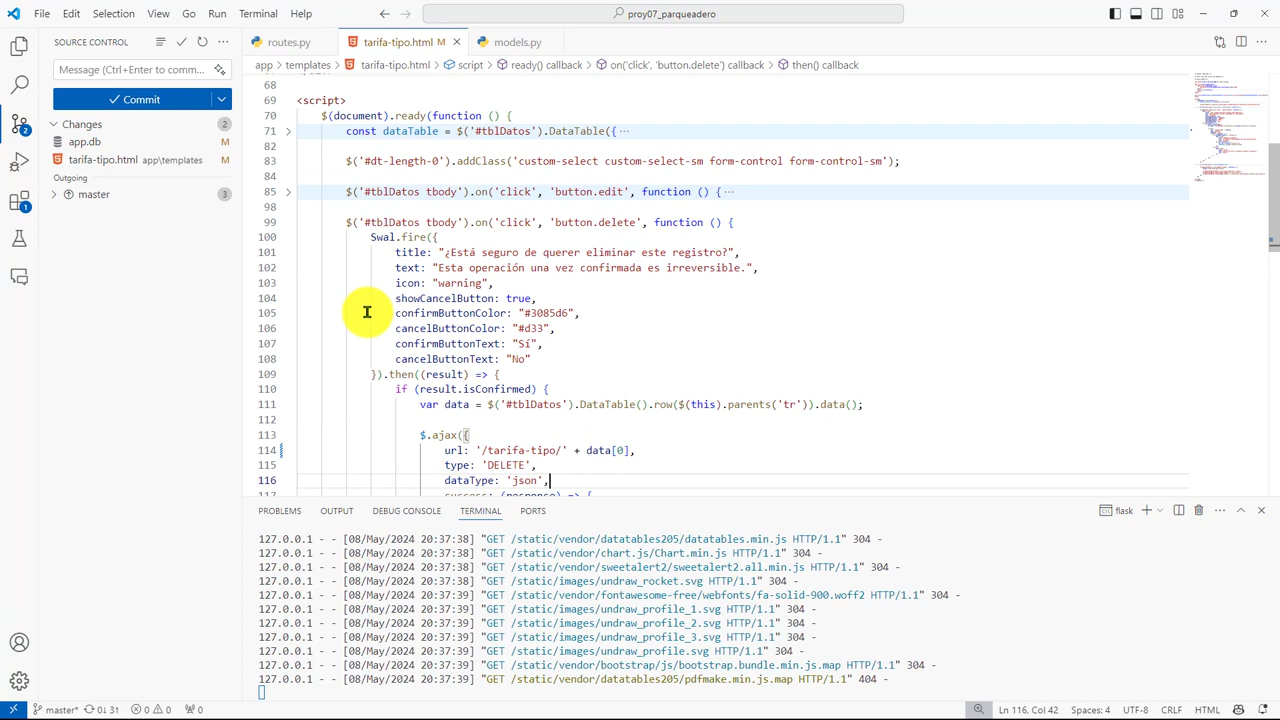 File Edit Selection View Go Run Terminal Help
proy07_parqueadero
SOURCE CONTROL
routes.py
tarifa-tipo.html M
models.py
app > templates > tarifa-tipo.html > script > ready() callback > on('click', 'button.delete') callback > then() callback
Message (Ctrl+Enter to comm...
Commit
Changes 2
app.db M
tarifa-tipo.html app\templates M
Outgoing
master 3
2
1
68
69 <script>
70 $(document).ready(function
71 const dataTable
82
83
85 $('#tblDatos tbody').on('click', function () { ...
98
99 $('#tblDatos tbody').on('click', 'button.delete', function () {
100 Swal.fire({
101 title: "¿Está seguro de querer eliminar este registro?",
102 text: "Esta operación una vez confirmada es irreversible.",
103 icon: "warning",
104 showCancelButton: true,
105 confirmButtonColor: "#3085d6",
106 cancelButtonColor: "#d33",
107 confirmButtonText: "Sí",
108 cancelButtonText: "No"
109 }).then((result) => {
110 if (result.isConfirmed) {
111 var data = $('#tblDatos').DataTable().row($(this).parents('tr')).data();
112
113 $.ajax({
114 url: '/tarifa-tipo/' + data[0],
115 type: 'DELETE',
116 dataType: 'json',
117 success: (response) => {
PROBLEMS OUTPUT DEBUG CONSOLE TERMINAL PORTS
flask
127.0.0.1 - - [08/May/2024 20:37:38] "GET /static/vendor/datatables205/datatables.min.js HTTP/1.1" 304 -
127.0.0.1 - - [08/May/2024 20:37:38] "GET /static/vendor/chart.js/Chart.min.js HTTP/1.1" 304 -
127.0.0.1 - - [08/May/2024 20:37:38] "GET /static/vendor/sweetalert2/sweetalert2.all.min.js HTTP/1.1" 304 -
127.0.0.1 - - [08/May/2024 20:37:39] "GET /static/images/undraw_rocket.svg HTTP/1.1" 304 -
127.0.0.1 - - [08/May/2024 20:37:39] "GET /static/vendor/fontawesome-free/webfonts/fa-solid-900.woff2 HTTP/1.1" 304 -
127.0.0.1 - - [08/May/2024 20:37:39] "GET /static/images/undraw_profile_1.svg HTTP/1.1" 304 -
127.0.0.1 - - [08/May/2024 20:37:39] "GET /static/images/undraw_profile_2.svg HTTP/1.1" 304 -
127.0.0.1 - - [08/May/2024 20:37:39] "GET /static/images/undraw_profile_3.svg HTTP/1.1" 304 -
127.0.0.1 - - [08/May/2024 20:37:39] "GET /static/images/undraw_profile.svg HTTP/1.1" 304 -
127.0.0.1 - - [08/May/2024 20:37:39] "GET /static/vendor/bootstrap/js/bootstrap.bundle.min.js.map HTTP/1.1" 304 -
127.0.0.1 - - [08/May/2024 20:37:39] "GET /static/vendor/datatables205/pdfmake.min.js.map HTTP/1.1" 404 -
master* 0↓ 3↑ 0 0 0
Ln 116, Col 42 Spaces: 4 UTF-8 CRLF HTML